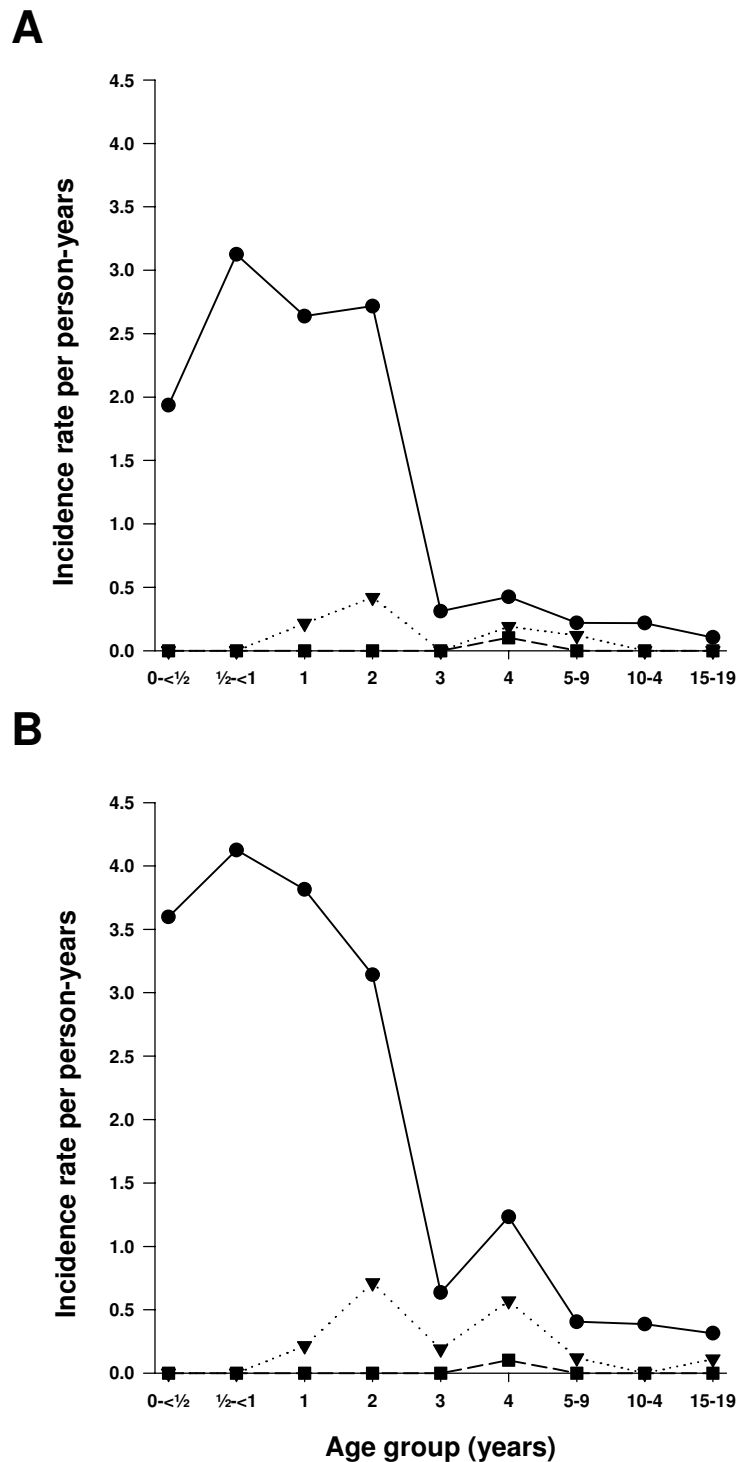 A
4.5
4.0
3.5
3.0
2.5
2.0
1.5
1.0
0.5
0.0
Incidence rate per person-years
0-<½ ½-<1 1 2 3 4 5-9 10-4 15-19
B
4.5
4.0
3.5
3.0
2.5
2.0
1.5
1.0
0.5
0.0
Incidence rate per person-years
0-<½ ½-<1 1 2 3 4 5-9 10-4 15-19
Age group (years)